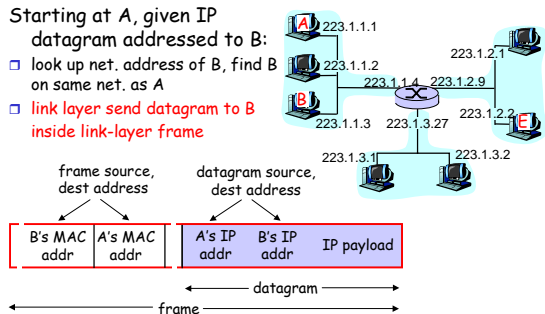 Starting at A, given IP
datagram addressed to B:
look up net. address of B, find B
on same net. as A
link layer send datagram to B
inside link-layer frame
A
223.1.1.1
223.1.1.2
B
223.1.1.3
223.1.1.4
223.1.2.9
223.1.2.1
223.1.2.2
E
223.1.3.27
223.1.3.1
223.1.3.2
frame source,
dest address
datagram source,
dest address
B's MAC
addr
A's MAC
addr
A's IP
addr
B's IP
addr
IP payload
datagram
frame